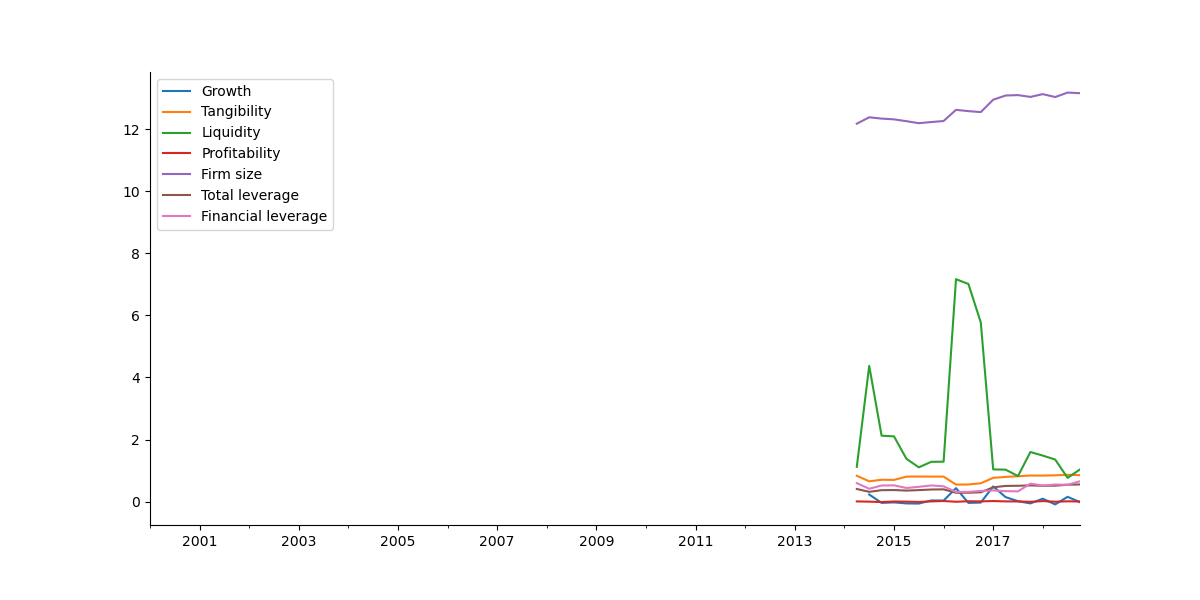 Growth
Tangibility
Liquidity
Profitability
Firm size
Total leverage
Financial leverage
12
10
8
6
4
2
0
2001 2003 2005 2007 2009 2011 2013 2015 2017